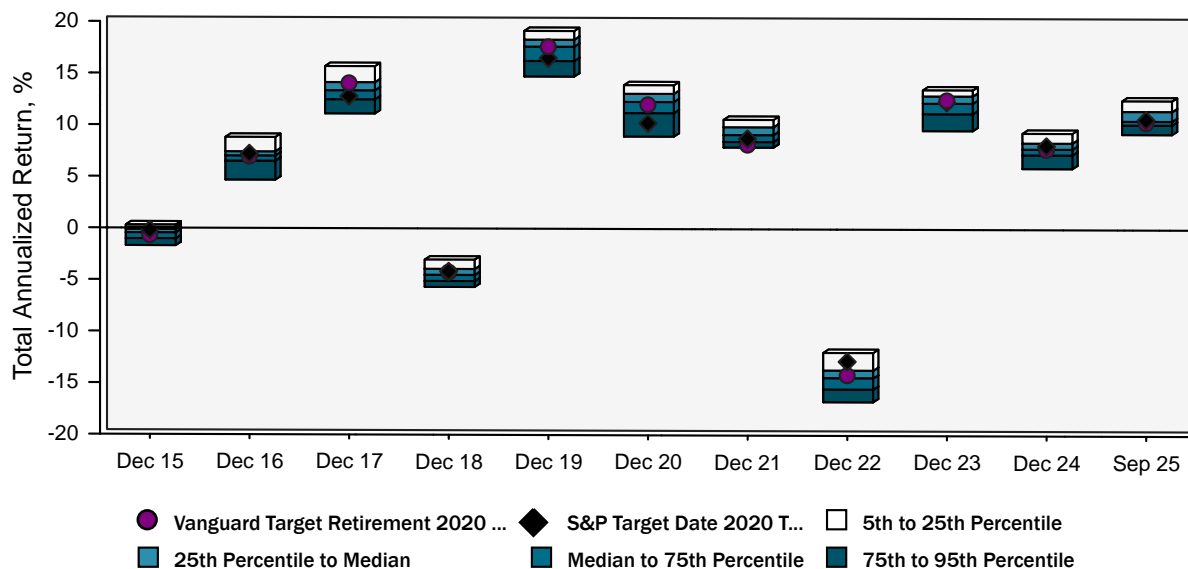 Total Annualized Return, %
20
15
10
5
0
-5
-10
-15
-20
Dec 15 Dec 16 Dec 17 Dec 18 Dec 19 Dec 20 Dec 21 Dec 22 Dec 23 Dec 24 Sep 25
Vanguard Target Retirement 2020 ... S&P Target Date 2020 T... 5th to 25th Percentile
25th Percentile to Median Median to 75th Percentile 75th to 95th Percentile